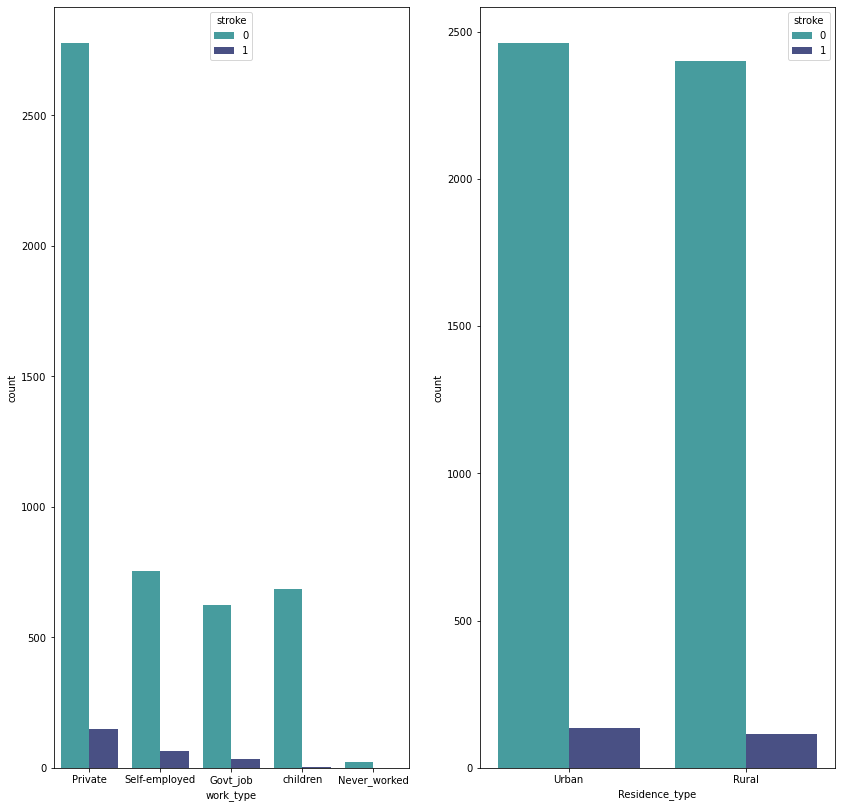 stroke
0
1
2500
2000
1500
1000
500
0
count
Private Self-employed Govt_job children Never_worked
work_type
stroke
0
1
2500
2000
1500
1000
500
0
count
Urban Rural
Residence_type